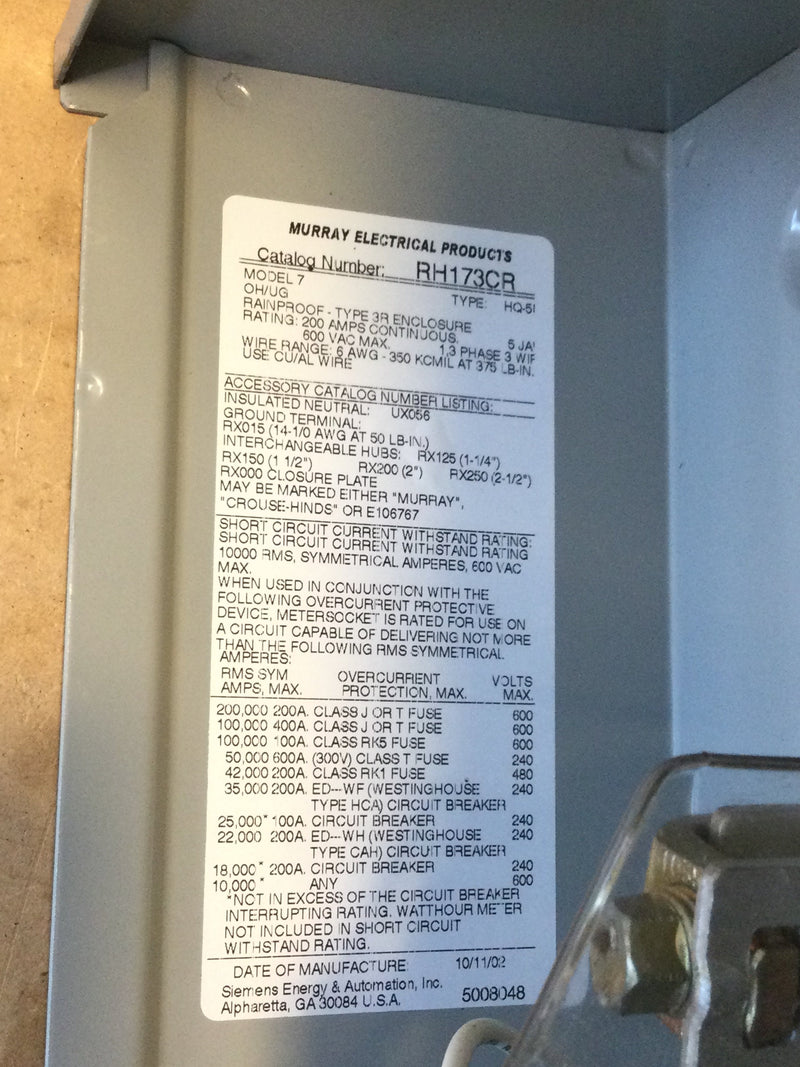 MURRAY ELECTRICAL PRODUCTS
Catalog Number: RH173CR
MODEL 7 TYPE:
OH/UG
RAINPROOF - TYPE 3R ENCLOSURE
RATING: 200 AMPS CONTINUOUS. 5
600 VAC MAX. 1,3 PHASE 3
WIRE RANGE: 6 AWG - 350 KCMIL AT 375 LB-IN.
USE CU/AL WIRE
ACCESSORY CATALOG NUMBER LISTING:
INSULATED NEUTRAL: UX056
GROUND TERMINAL:
RX015 (14-1/0 AWG AT 50 LB-IN.)
INTERCHANGEABLE HUBS: RX125 (1-1/4")
RX150 (1 1/2") RX200 (2") RX250 (2-1/2")
RX000 CLOSURE PLATE
MAY BE MARKED EITHER "MURRAY",
"CROUSE-HINDS" OR E106767
SHORT CIRCUIT CURRENT WITHSTAND RATING:
SHORT CIRCUIT CURRENT WITHSTAND RATING
10000 RMS, SYMMETRICAL AMPERES, 600 VAC
MAX.
WHEN USED IN CONJUNCTION WITH THE
FOLLOWING OVERCURRENT PROTECTIVE
DEVICE, METERSOCKET IS RATED FOR USE ON
A CIRCUIT CAPABLE OF DELIVERING NOT MORE
THAN THE FOLLOWING RMS SYMMETRICAL
AMPERES:
RMS SYM OVERCURRENT VOLTS
AMPS, MAX. PROTECTION, MAX. MAX.
200,000 200A. CLASS J OR T FUSE 600
100,000 400A. CLASS J OR T FUSE 600
100,000 100A. CLASS RK5 FUSE 600
50,000 600A. (300V) CLASS T FUSE 240
42,000 200A. CLASS RK1 FUSE 480
35,000 200A. ED---WF (WESTINGHOUSE 240
TYPE HCA) CIRCUIT BREAKER
25,000* 100A. CIRCUIT BREAKER 240
22,000 200A. ED---WH (WESTINGHOUSE 240
TYPE CAH) CIRCUIT BREAKER
18,000* 200A. CIRCUIT BREAKER 240
10,000* ANY 600
*NOT IN EXCESS OF THE CIRCUIT BREAKER
INTERRUPTING RATING. WATTHOUR METER
NOT INCLUDED IN SHORT CIRCUIT
WITHSTAND RATING.
DATE OF MANUFACTURE: 10/11/02
Siemens Energy & Automation, Inc.
Alpharetta, GA 30084 U.S.A. 5008048